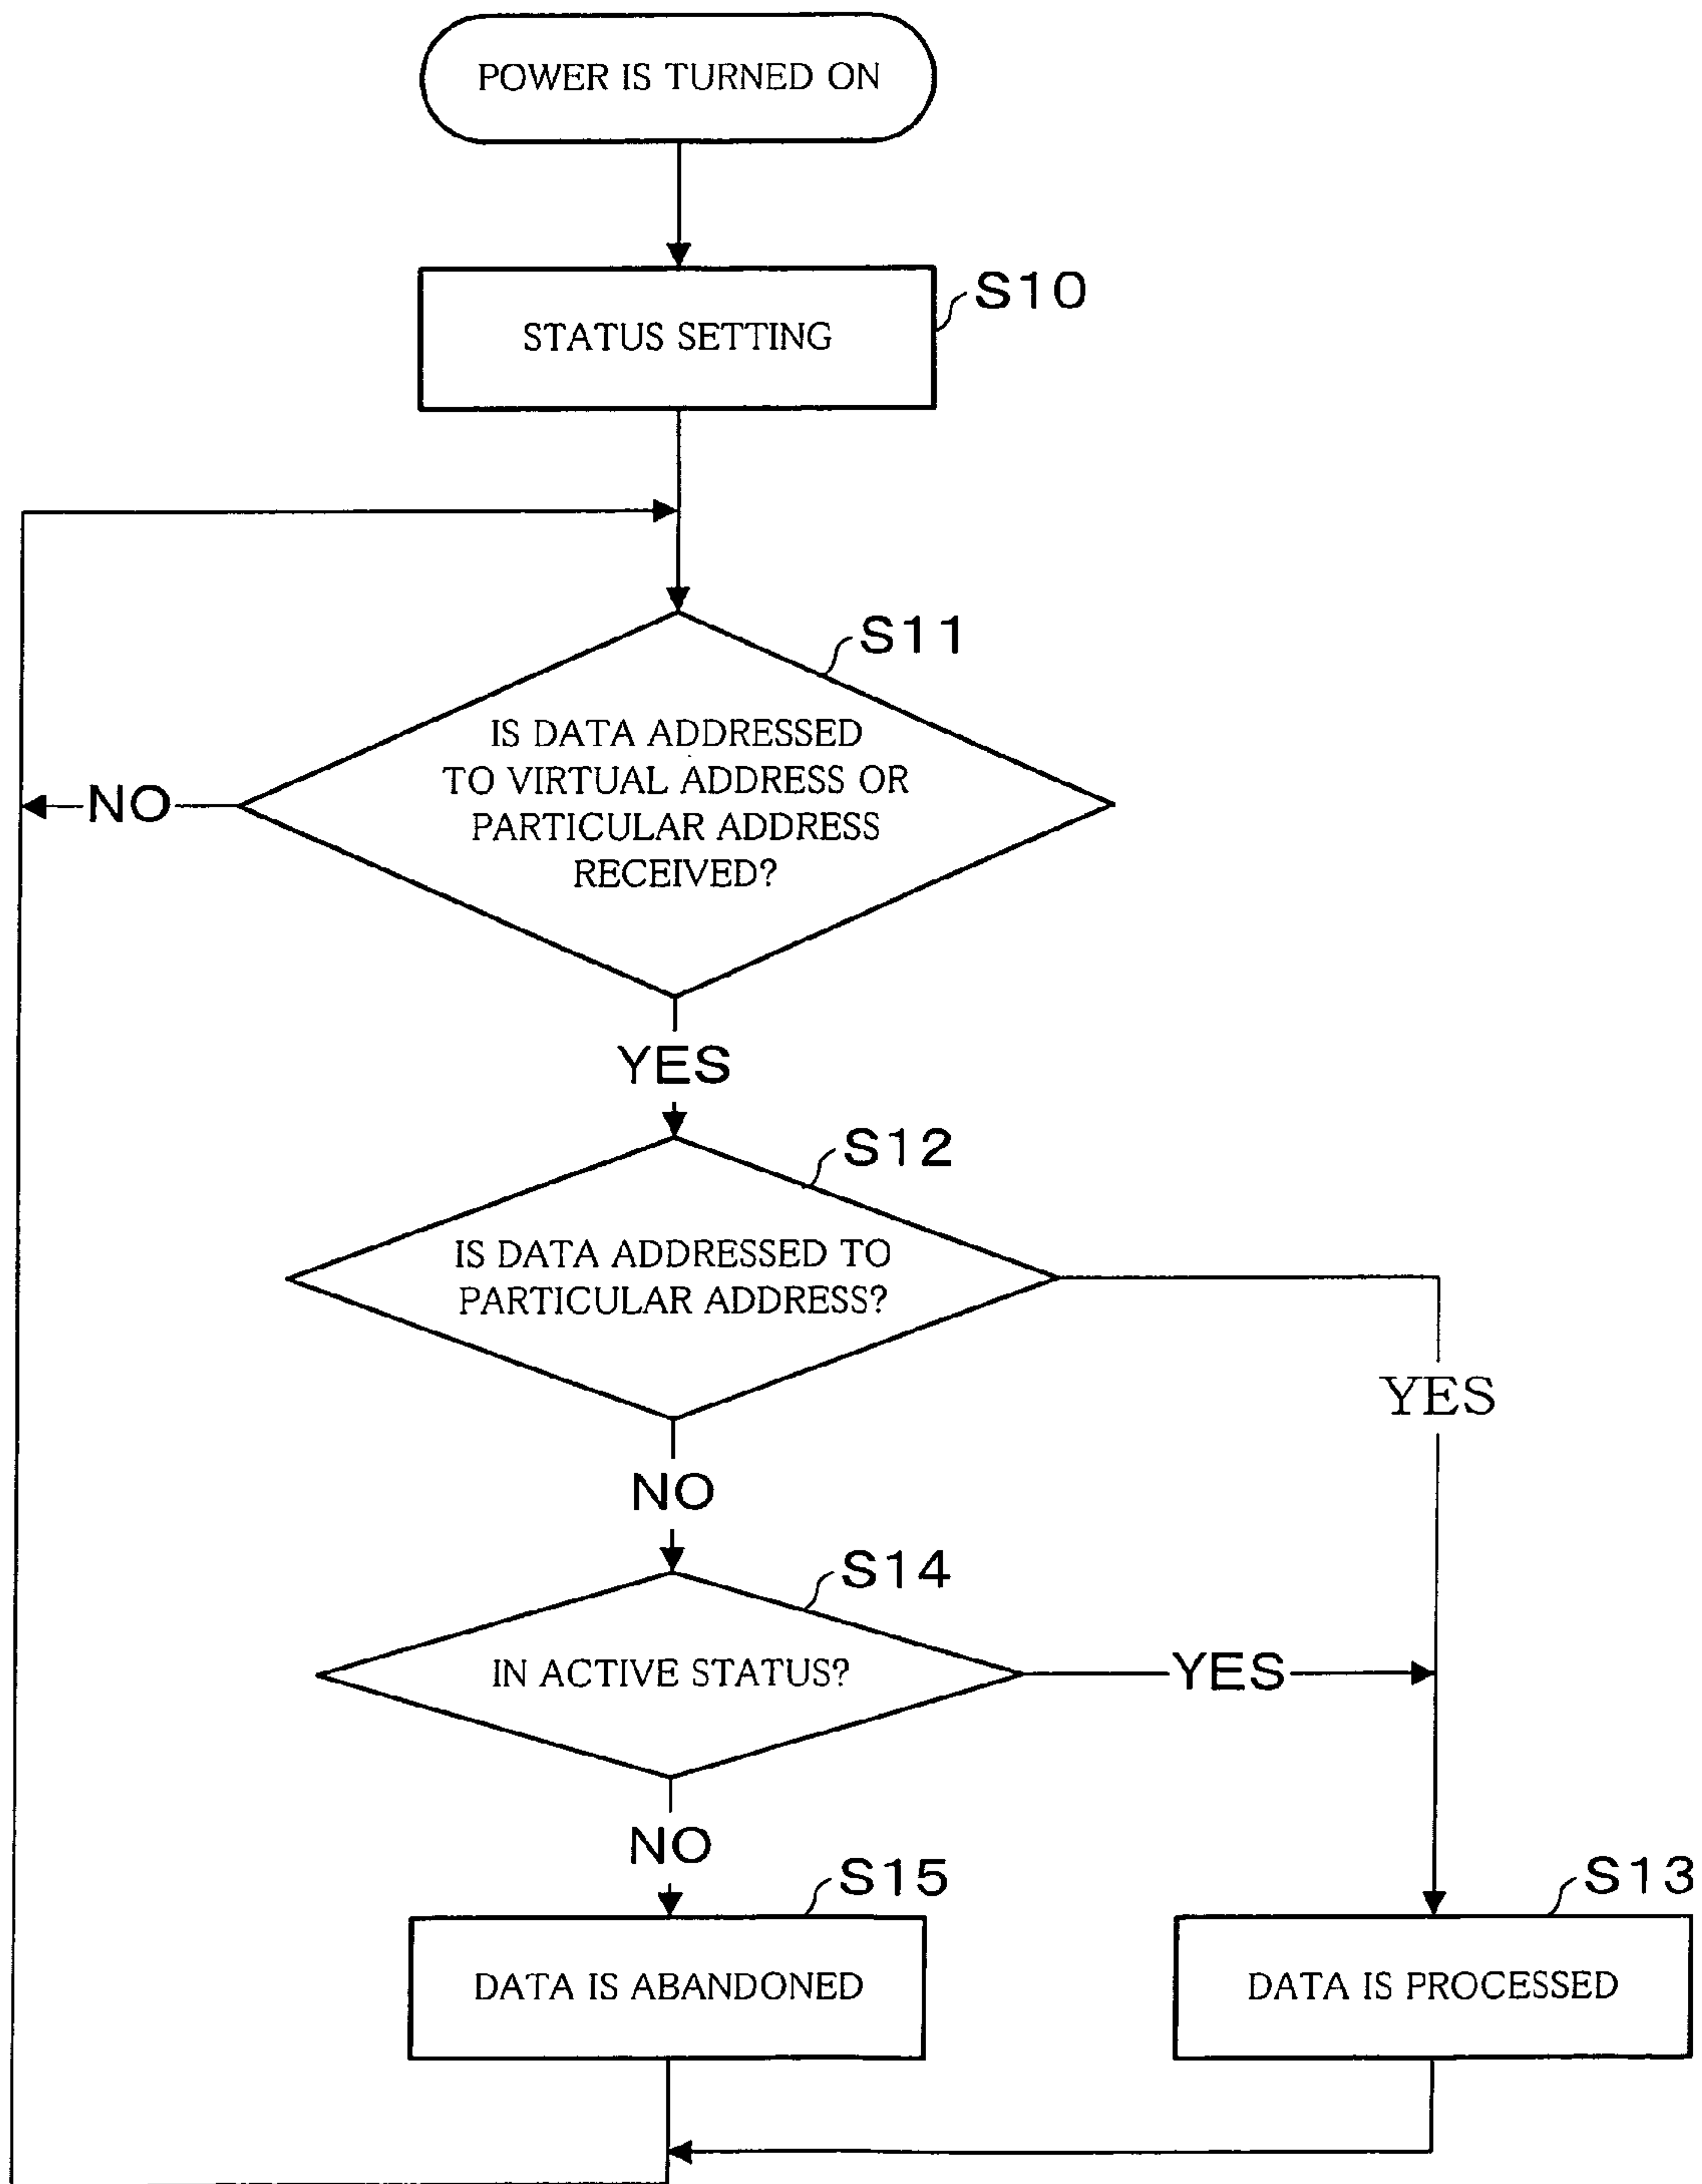 POWER IS TURNED ON
S10
STATUS SETTING
S11
IS DATA ADDRESSED
TO VIRTUAL ADDRESS OR
PARTICULAR ADDRESS
RECEIVED?
NO
YES
S12
IS DATA ADDRESSED TO
PARTICULAR ADDRESS?
YES
NO
S14
IN ACTIVE STATUS?
YES
NO
S15
S13
DATA IS ABANDONED
DATA IS PROCESSED